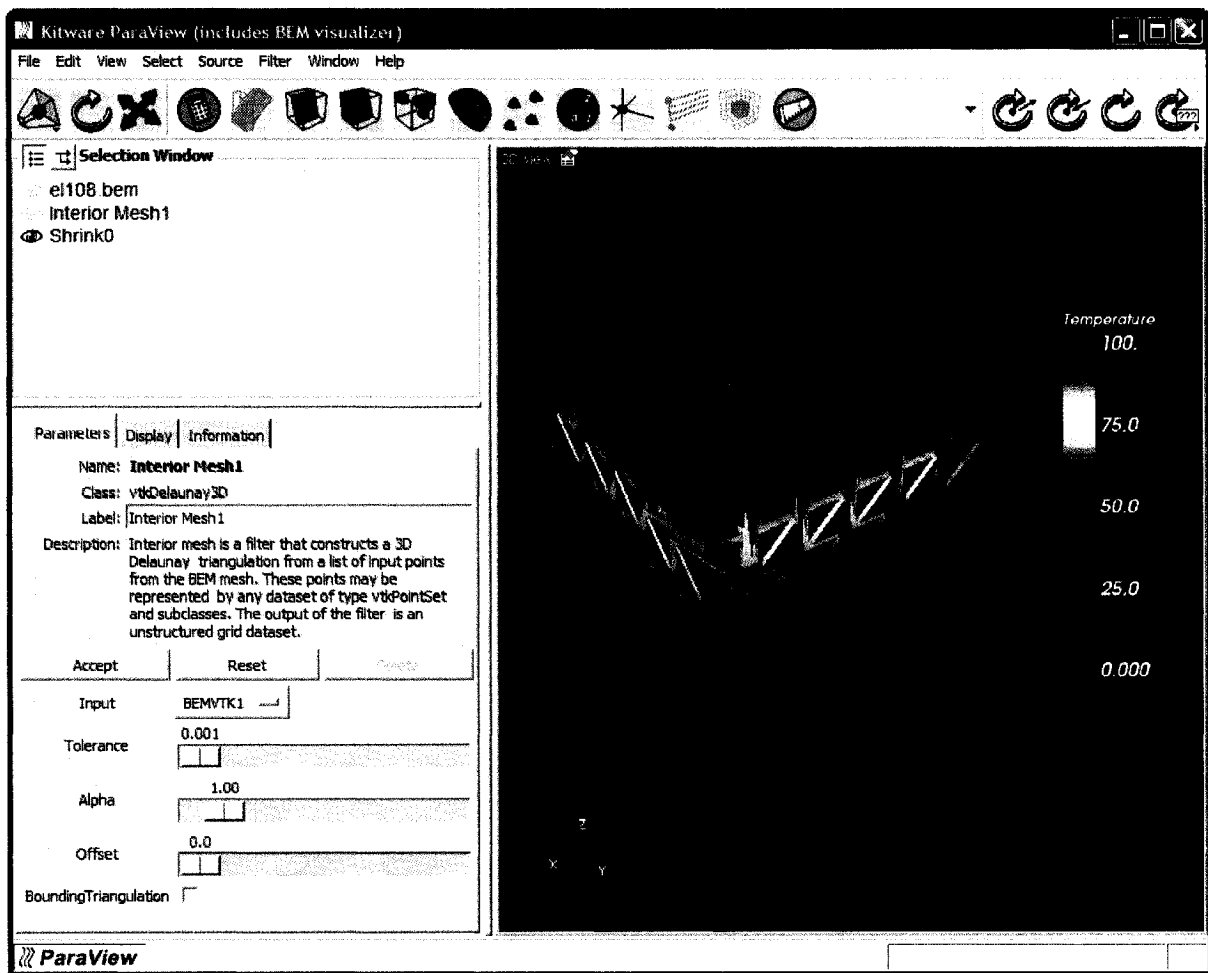 Kitware ParaView (includes BEM visualizer)
File Edit View Select Source Filter Window Help
???
Selection Window
el108.bem
Interior Mesh1
Shrink0
3D View
Parameters Display Information
Name: Interior Mesh1
Class: vtkDelaunay3D
Label: Interior Mesh1
Description: Interior mesh is a filter that constructs a 3D
Delaunay triangulation from a list of input points
from the BEM mesh. These points may be
represented by any dataset of type vtkPointSet
and subclasses. The output of the filter is an
unstructured grid dataset.
Accept Reset Delete
Input BEMVTK1
Tolerance 0.001
Alpha 1.00
Offset 0.0
BoundingTriangulation
Temperature
100.
75.0
50.0
25.0
0.000
Z
X
Y
ParaView